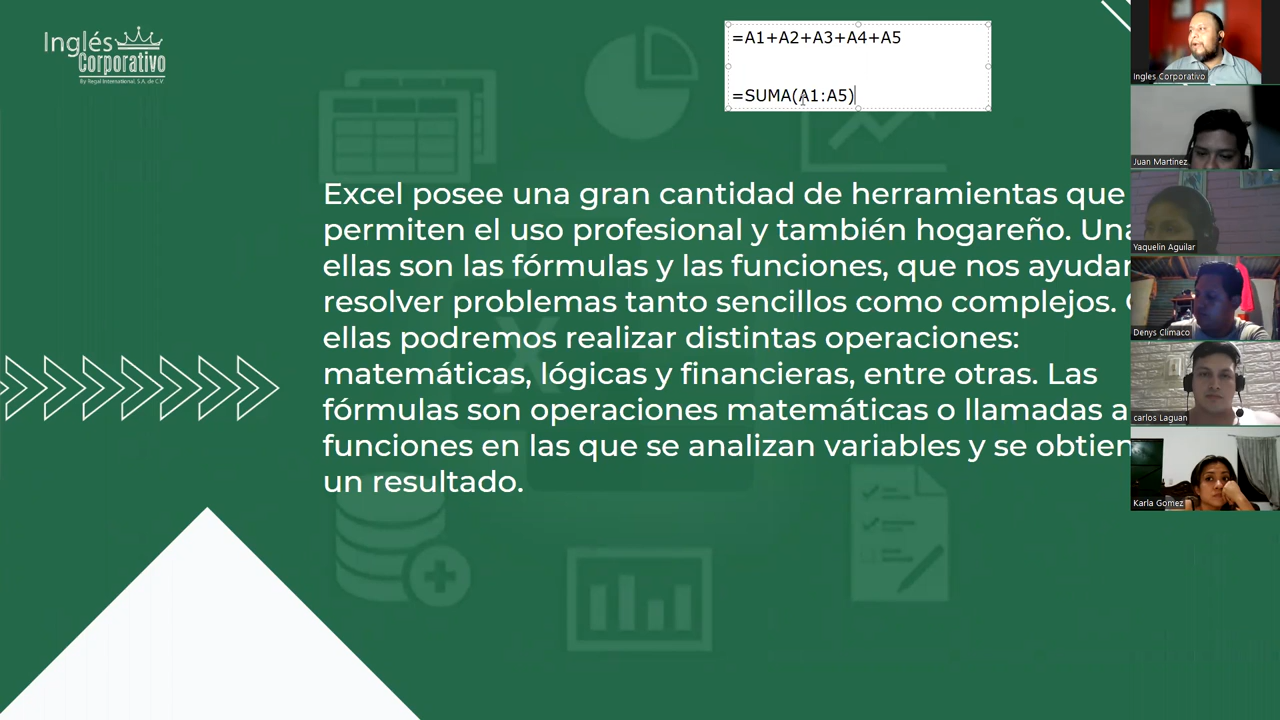 Inglés
Corporativo
By Regal International, S.A. de C.V
=A1+A2+A3+A4+A5
=SUMA(A1:A5)
Excel posee una gran cantidad de herramientas que
permiten el uso profesional y también hogareño. Una
ellas son las fórmulas y las funciones, que nos ayudan
resolver problemas tanto sencillos como complejos.
ellas podremos realizar distintas operaciones:
matemáticas, lógicas y financieras, entre otras. Las
fórmulas son operaciones matemáticas o llamadas a
funciones en las que se analizan variables y se obtien
un resultado.
Ingles Corporativo
Juan Martinez
Yaquelin Aguilar
Denys Climaco
carlos Laguan
Karla Gomez